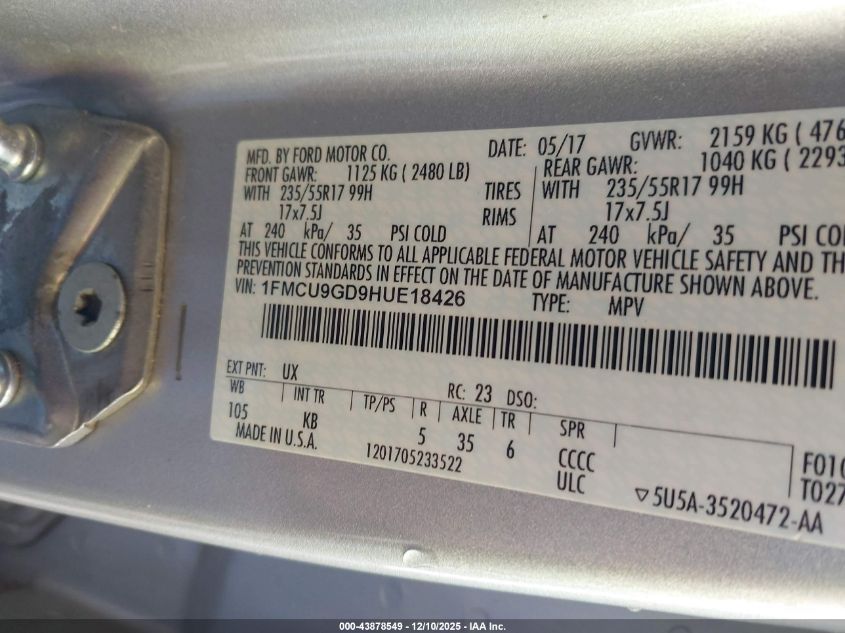 MFD. BY FORD MOTOR CO. DATE: 05/17 GVWR: 2159 KG ( 476
FRONT GAWR: 1125 KG ( 2480 LB) REAR GAWR: 1040 KG ( 2293
WITH 235/55R17 99H TIRES WITH 235/55R17 99H
17x7.5J RIMS 17x7.5J
AT 240 kPa/ 35 PSI COLD AT 240 kPa/ 35 PSI COL
THIS VEHICLE CONFORMS TO ALL APPLICABLE FEDERAL MOTOR VEHICLE SAFETY AND TH
PREVENTION STANDARDS IN EFFECT ON THE DATE OF MANUFACTURE SHOWN ABOVE.
VIN: 1FMCU9GD9HUE18426 TYPE: MPV
EXT PNT: UX RC: 23 DSO:
WB INT TR TP/PS R AXLE TR SPR
105 KB 5 35 6 CCCC F010
MADE IN U.S.A. 1201705233522 ULC T027
▽5U5A-3520472-AA
000-43878549 - 12/10/2025 - IAA Inc.